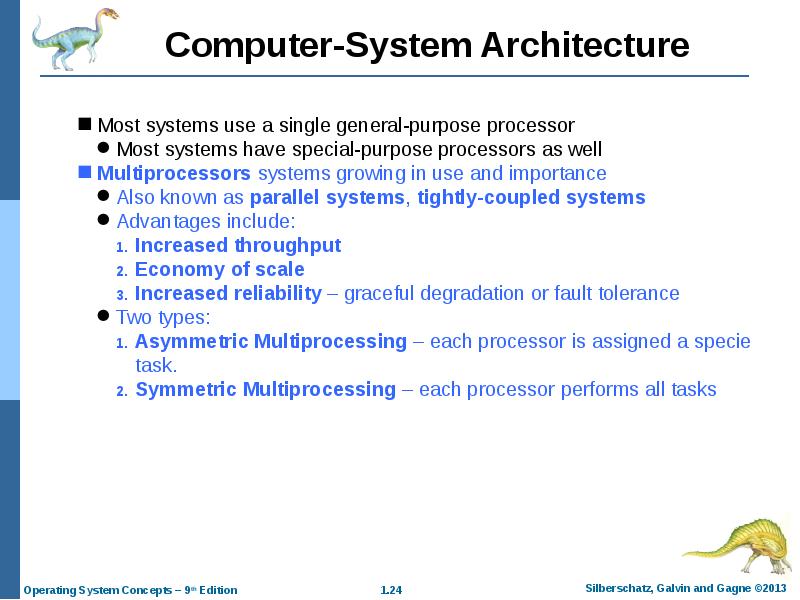 Computer-System Architecture
Most systems use a single general-purpose processor
Most systems have special-purpose processors as well
Multiprocessors systems growing in use and importance
Also known as parallel systems, tightly-coupled systems
Advantages include:
1. Increased throughput
2. Economy of scale
3. Increased reliability – graceful degradation or fault tolerance
Two types:
1. Asymmetric Multiprocessing – each processor is assigned a specie
task.
2. Symmetric Multiprocessing – each processor performs all tasks
Operating System Concepts – 9th Edition 1.24 Silberschatz, Galvin and Gagne ©2013